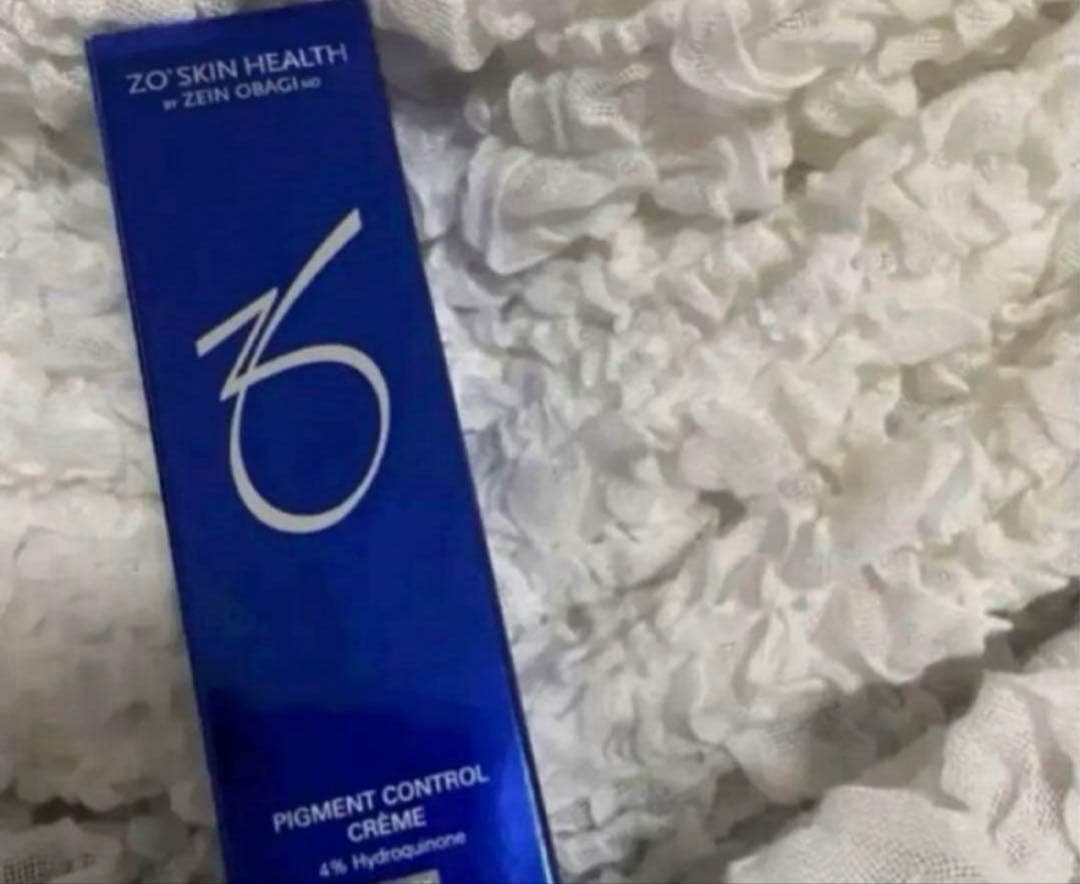 ZO® SKIN HEALTH
BY ZEIN OBAGI MD
ZO
PIGMENT CONTROL
CRÈME
4% Hydroquinone